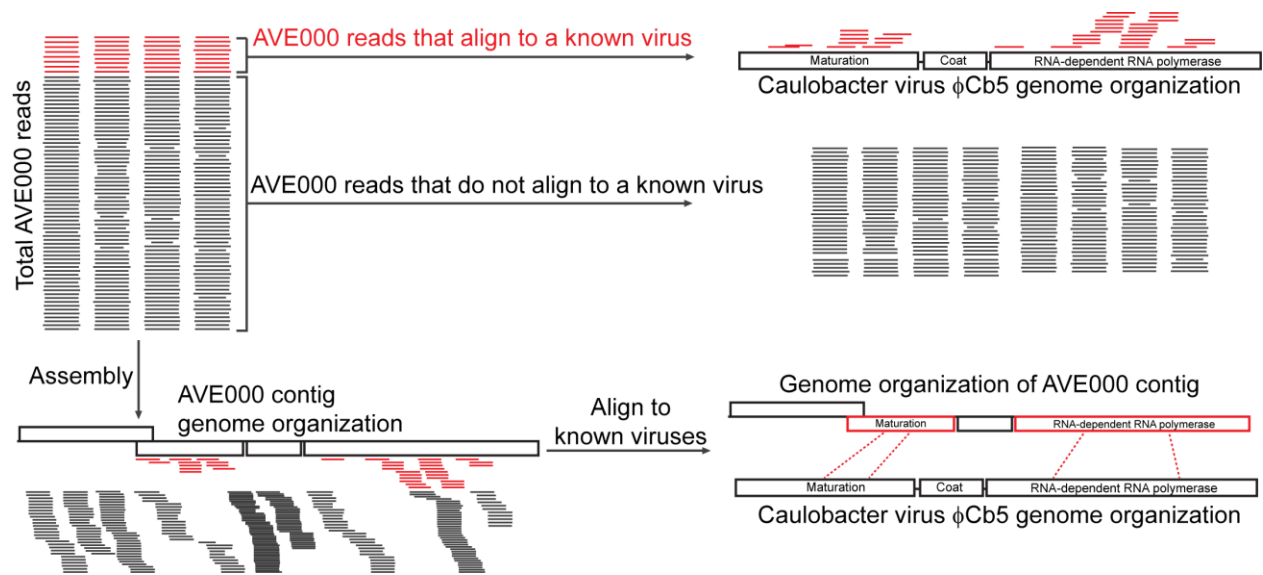 AVE000 reads that align to a known virus
Total AVE000 reads
Maturation
Coat
RNA-dependent RNA polymerase
Caulobacter virus ϕCb5 genome organization
AVE000 reads that do not align to a known virus
Assembly
AVE000 contig
genome organization
Align to
known viruses
Genome organization of AVE000 contig
Maturation
RNA-dependent RNA polymerase
Maturation
Coat
RNA-dependent RNA polymerase
Caulobacter virus ϕCb5 genome organization